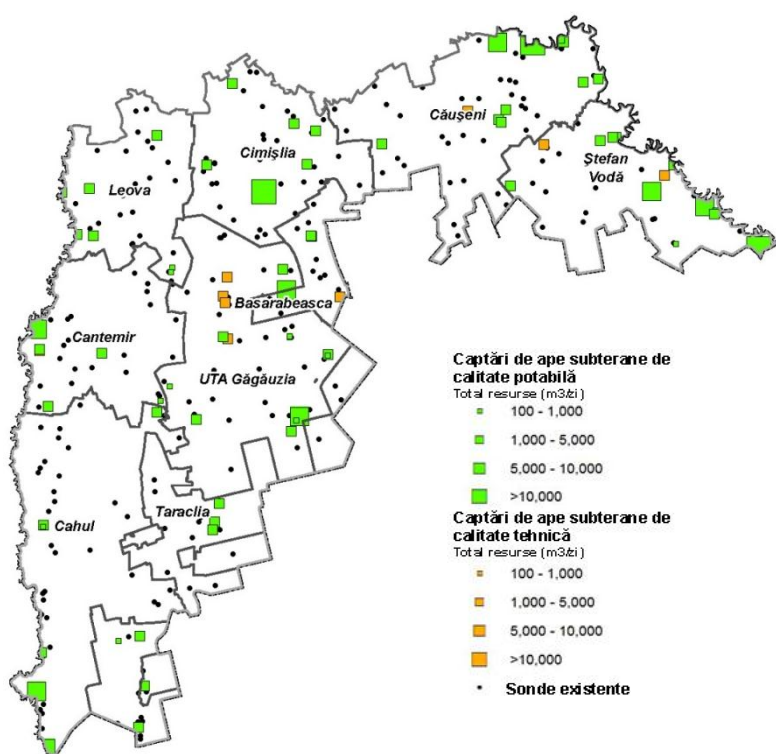 Căușeni
Cimișlia
Ștefan
Vodă
Leova
Basarabeasca
Cantemir
UTA Găgăuzia
Captări de ape subterane de
calitate potabilă
Total resurse (m3/zi)
100 - 1,000
1,000 - 5,000
5,000 - 10,000
>10,000
Taraclia
Cahul
Captări de ape subterane de
calitate tehnică
Total resurse (m3/zi)
100 - 1,000
1,000 - 5,000
5,000 - 10,000
>10,000
Sonde existente